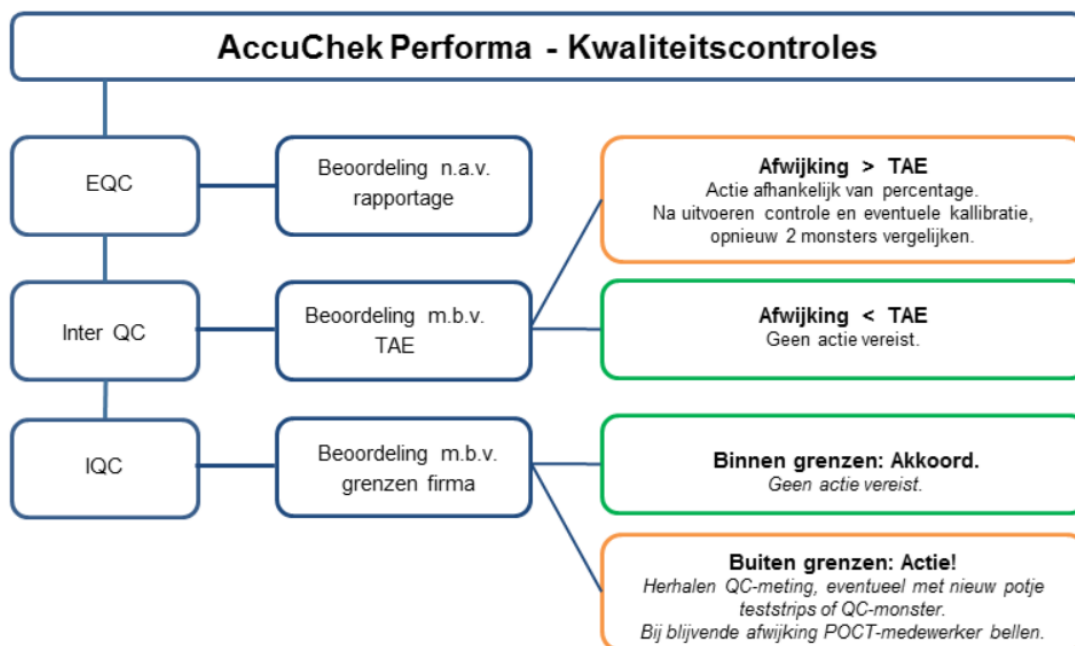 AccuChek Performa - Kwaliteitscontroles
EQC
Beoordeling n.a.v.
rapportage
Afwijking > TAE
Actie afhankelijk van percentage.
Na uitvoeren controle en eventuele kallibratie,
opnieuw 2 monsters vergelijken.
Inter QC
Beoordeling m.b.v.
TAE
Afwijking < TAE
Geen actie vereist.
IQC
Beoordeling m.b.v.
grenzen firma
Binnen grenzen: Akkoord.
Geen actie vereist.
Buiten grenzen: Actie!
Herhalen QC-meting, eventueel met nieuw potje
teststrips of QC-monster.
Bij blijvende afwijking POCT-medewerker bellen.